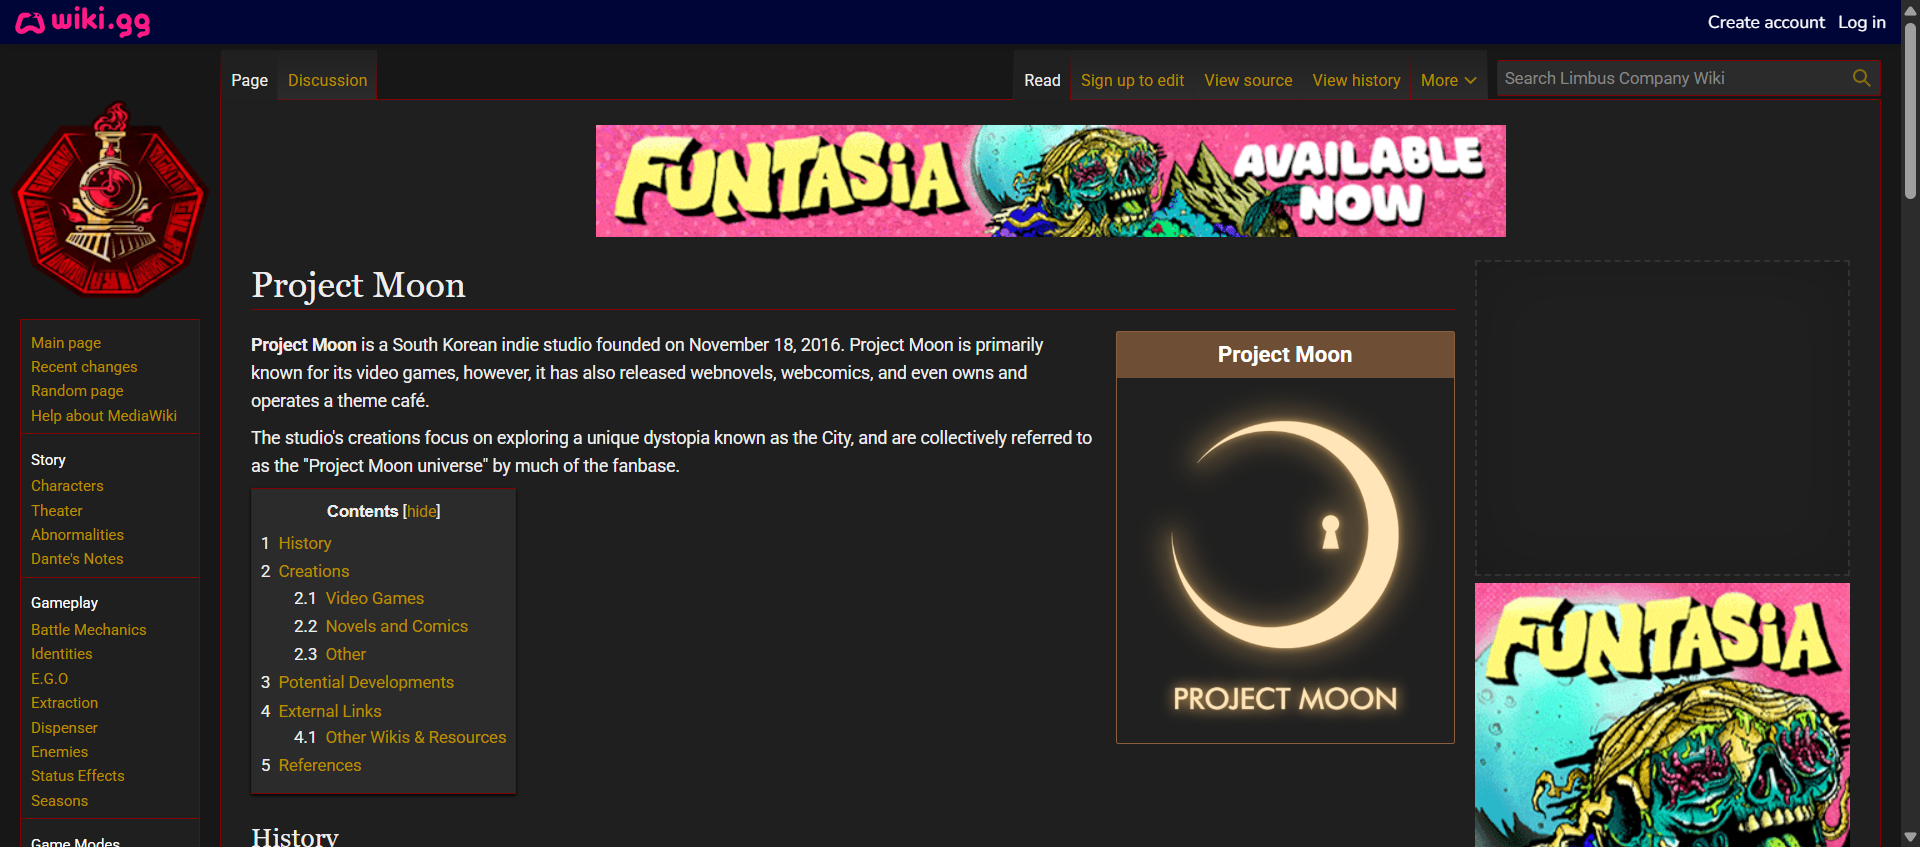 wiki.gg
Create account Log in
Page Discussion
Read Sign up to edit View source View history More
Search Limbus Company Wiki
FUNTASIA
AVAILABLE
NOW
Main page
Recent changes
Random page
Help about MediaWiki
Story
Characters
Theater
Abnormalities
Dante's Notes
Gameplay
Battle Mechanics
Identities
E.G.O
Extraction
Dispenser
Enemies
Status Effects
Seasons
Game Modes
Project Moon
Project Moon is a South Korean indie studio founded on November 18, 2016. Project Moon is primarily
known for its video games, however, it has also released webnovels, webcomics, and even owns and
operates a theme café.
The studio's creations focus on exploring a unique dystopia known as the City, and are collectively referred to
as the "Project Moon universe" by much of the fanbase.
Contents [hide]
1 History
2 Creations
2.1 Video Games
2.2 Novels and Comics
2.3 Other
3 Potential Developments
4 External Links
4.1 Other Wikis & Resources
5 References
History
Project Moon
PROJECT MOON
FUNTASIA